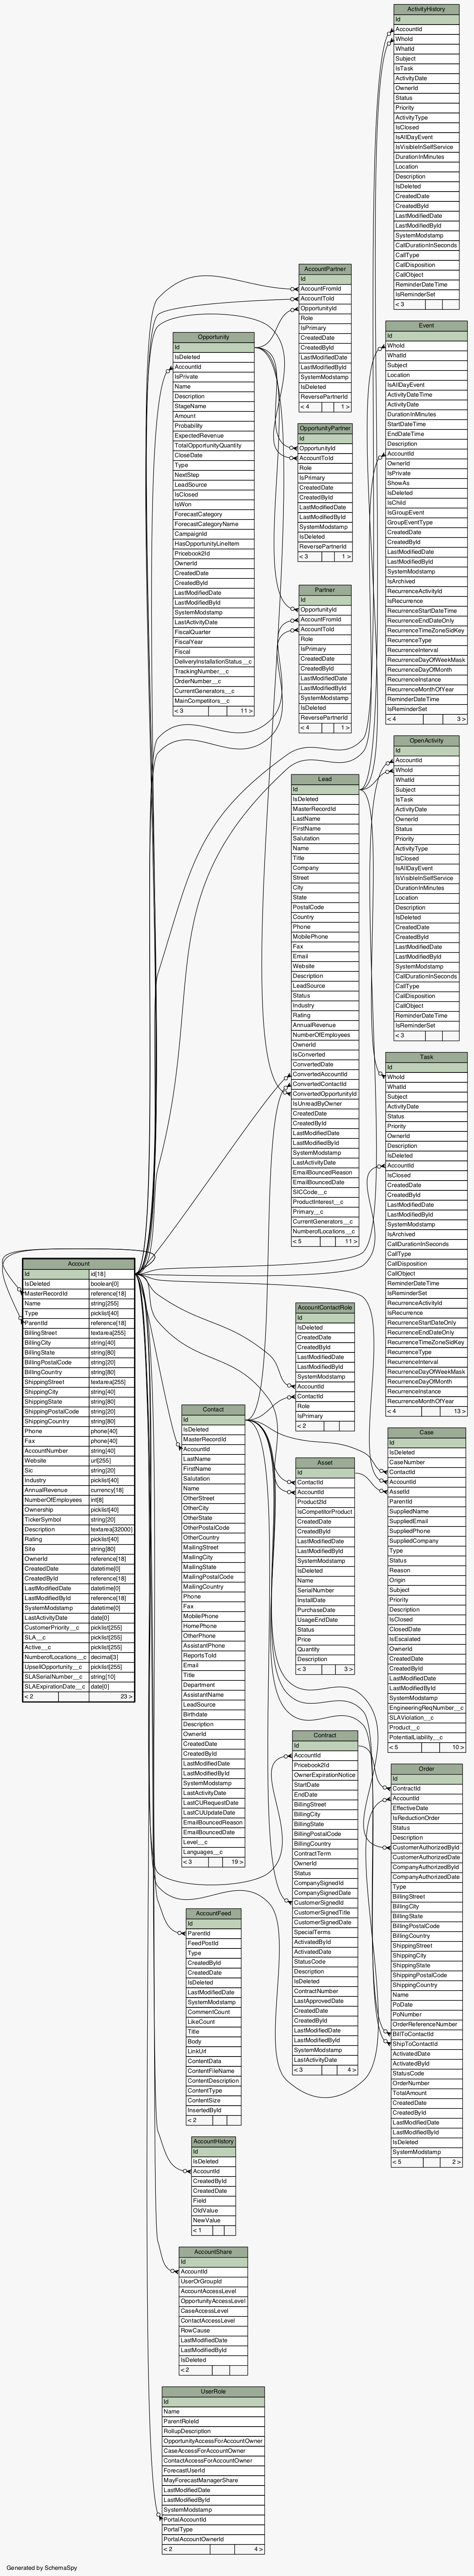 ActivityHistory
Id
AccountId
WhoId
WhatId
Subject
IsTask
ActivityDate
OwnerId
Status
Priority
ActivityType
IsClosed
IsAllDayEvent
IsVisibleInSelfService
DurationInMinutes
Location
Description
IsDeleted
CreatedDate
CreatedById
LastModifiedDate
LastModifiedById
SystemModstamp
CallDurationInSeconds
CallType
CallDisposition
CallObject
ReminderDateTime
IsReminderSet
< 3
AccountPartner
Id
AccountFromId
AccountToId
OpportunityId
Role
IsPrimary
CreatedDate
CreatedById
LastModifiedDate
LastModifiedById
SystemModstamp
IsDeleted
ReversePartnerId
< 4 1 >
Event
Id
WhoId
WhatId
Subject
Location
IsAllDayEvent
ActivityDateTime
ActivityDate
DurationInMinutes
StartDateTime
EndDateTime
Description
AccountId
OwnerId
IsPrivate
ShowAs
IsDeleted
IsChild
IsGroupEvent
GroupEventType
CreatedDate
CreatedById
LastModifiedDate
LastModifiedById
SystemModstamp
IsArchived
RecurrenceActivityId
IsRecurrence
RecurrenceStartDateTime
RecurrenceEndDateOnly
RecurrenceTimeZoneSidKey
RecurrenceType
RecurrenceInterval
RecurrenceDayOfWeekMask
RecurrenceDayOfMonth
RecurrenceInstance
RecurrenceMonthOfYear
ReminderDateTime
IsReminderSet
< 4 3 >
Opportunity
Id
IsDeleted
AccountId
IsPrivate
Name
Description
StageName
Amount
Probability
ExpectedRevenue
TotalOpportunityQuantity
CloseDate
Type
NextStep
LeadSource
IsClosed
IsWon
ForecastCategory
ForecastCategoryName
CampaignId
HasOpportunityLineItem
Pricebook2Id
OwnerId
CreatedDate
CreatedById
LastModifiedDate
LastModifiedById
SystemModstamp
LastActivityDate
FiscalQuarter
FiscalYear
Fiscal
DeliveryInstallationStatus__c
TrackingNumber__c
OrderNumber__c
CurrentGenerators__c
MainCompetitors__c
< 3 11 >
OpportunityPartner
Id
OpportunityId
AccountToId
Role
IsPrimary
CreatedDate
CreatedById
LastModifiedDate
LastModifiedById
SystemModstamp
IsDeleted
ReversePartnerId
< 3 1 >
Partner
Id
OpportunityId
AccountFromId
AccountToId
Role
IsPrimary
CreatedDate
CreatedById
LastModifiedDate
LastModifiedById
SystemModstamp
IsDeleted
ReversePartnerId
< 4 1 >
OpenActivity
Id
AccountId
WhoId
WhatId
Subject
IsTask
ActivityDate
OwnerId
Status
Priority
ActivityType
IsClosed
IsAllDayEvent
IsVisibleInSelfService
DurationInMinutes
Location
Description
IsDeleted
CreatedDate
CreatedById
LastModifiedDate
LastModifiedById
SystemModstamp
CallDurationInSeconds
CallType
CallDisposition
CallObject
ReminderDateTime
IsReminderSet
< 3
Lead
Id
IsDeleted
MasterRecordId
LastName
FirstName
Salutation
Name
Title
Company
Street
City
State
PostalCode
Country
Phone
MobilePhone
Fax
Email
Website
Description
LeadSource
Status
Industry
Rating
AnnualRevenue
NumberOfEmployees
OwnerId
IsConverted
ConvertedDate
ConvertedAccountId
ConvertedContactId
ConvertedOpportunityId
IsUnreadByOwner
CreatedDate
CreatedById
LastModifiedDate
LastModifiedById
SystemModstamp
LastActivityDate
EmailBouncedReason
EmailBouncedDate
SICCode__c
ProductInterest__c
Primary__c
CurrentGenerators__c
NumberofLocations__c
< 5 11 >
Task
Id
WhoId
WhatId
Subject
ActivityDate
Status
Priority
OwnerId
Description
IsDeleted
AccountId
IsClosed
CreatedDate
CreatedById
LastModifiedDate
LastModifiedById
SystemModstamp
IsArchived
CallDurationInSeconds
CallType
CallDisposition
CallObject
ReminderDateTime
IsReminderSet
RecurrenceActivityId
IsRecurrence
RecurrenceStartDateOnly
RecurrenceEndDateOnly
RecurrenceTimeZoneSidKey
RecurrenceType
RecurrenceInterval
RecurrenceDayOfWeekMask
RecurrenceDayOfMonth
RecurrenceInstance
RecurrenceMonthOfYear
< 4 13 >
Account
Id id[18]
IsDeleted boolean[0]
MasterRecordId reference[18]
Name string[255]
Type picklist[40]
ParentId reference[18]
BillingStreet textarea[255]
BillingCity string[40]
BillingState string[80]
BillingPostalCode string[20]
BillingCountry string[80]
ShippingStreet textarea[255]
ShippingCity string[40]
ShippingState string[80]
ShippingPostalCode string[20]
ShippingCountry string[80]
Phone phone[40]
Fax phone[40]
AccountNumber string[40]
Website url[255]
Sic string[20]
Industry picklist[40]
AnnualRevenue currency[18]
NumberOfEmployees int[8]
Ownership picklist[40]
TickerSymbol string[20]
Description textarea[32000]
Rating picklist[40]
Site string[80]
OwnerId reference[18]
CreatedDate datetime[0]
CreatedById reference[18]
LastModifiedDate datetime[0]
LastModifiedById reference[18]
SystemModstamp datetime[0]
LastActivityDate date[0]
CustomerPriority__c picklist[255]
SLA__c picklist[255]
Active__c picklist[255]
NumberofLocations__c decimal[3]
UpsellOpportunity__c picklist[255]
SLASerialNumber__c string[10]
SLAExpirationDate__c date[0]
< 2 23 >
AccountContactRole
Id
IsDeleted
CreatedDate
CreatedById
LastModifiedDate
LastModifiedById
SystemModstamp
AccountId
ContactId
Role
IsPrimary
< 2
Contact
Id
IsDeleted
MasterRecordId
AccountId
LastName
FirstName
Salutation
Name
OtherStreet
OtherCity
OtherState
OtherPostalCode
OtherCountry
MailingStreet
MailingCity
MailingState
MailingPostalCode
MailingCountry
Phone
Fax
MobilePhone
HomePhone
OtherPhone
AssistantPhone
ReportsToId
Email
Title
Department
AssistantName
LeadSource
Birthdate
Description
OwnerId
CreatedDate
CreatedById
LastModifiedDate
LastModifiedById
SystemModstamp
LastActivityDate
LastCURequestDate
LastCUUpdateDate
EmailBouncedReason
EmailBouncedDate
Level__c
Languages__c
< 3 19 >
Asset
Id
ContactId
AccountId
Product2Id
IsCompetitorProduct
CreatedDate
CreatedById
LastModifiedDate
LastModifiedById
SystemModstamp
IsDeleted
Name
SerialNumber
InstallDate
PurchaseDate
UsageEndDate
Status
Price
Quantity
Description
< 3 3 >
Case
Id
IsDeleted
CaseNumber
ContactId
AccountId
AssetId
ParentId
SuppliedName
SuppliedEmail
SuppliedPhone
SuppliedCompany
Type
Status
Reason
Origin
Subject
Priority
Description
IsClosed
ClosedDate
IsEscalated
OwnerId
CreatedDate
CreatedById
LastModifiedDate
LastModifiedById
SystemModstamp
EngineeringReqNumber__c
SLAViolation__c
Product__c
PotentialLiability__c
< 5 10 >
Contract
Id
AccountId
Pricebook2Id
OwnerExpirationNotice
StartDate
EndDate
BillingStreet
BillingCity
BillingState
BillingPostalCode
BillingCountry
ContractTerm
OwnerId
Status
CompanySignedId
CompanySignedDate
CustomerSignedId
CustomerSignedTitle
CustomerSignedDate
SpecialTerms
ActivatedById
ActivatedDate
StatusCode
Description
IsDeleted
ContractNumber
LastApprovedDate
CreatedDate
CreatedById
LastModifiedDate
LastModifiedById
SystemModstamp
LastActivityDate
< 3 4 >
Order
Id
ContractId
AccountId
EffectiveDate
IsReductionOrder
Status
Description
CustomerAuthorizedById
CustomerAuthorizedDate
CompanyAuthorizedById
CompanyAuthorizedDate
Type
BillingStreet
BillingCity
BillingState
BillingPostalCode
BillingCountry
ShippingStreet
ShippingCity
ShippingState
ShippingPostalCode
ShippingCountry
Name
PoDate
PoNumber
OrderReferenceNumber
BillToContactId
ShipToContactId
ActivatedDate
ActivatedById
StatusCode
OrderNumber
TotalAmount
CreatedDate
CreatedById
LastModifiedDate
LastModifiedById
IsDeleted
SystemModstamp
< 5 2 >
AccountFeed
Id
ParentId
FeedPostId
Type
CreatedById
CreatedDate
IsDeleted
LastModifiedDate
SystemModstamp
CommentCount
LikeCount
Title
Body
LinkUrl
ContentData
ContentFileName
ContentDescription
ContentType
ContentSize
InsertedById
< 2
AccountHistory
Id
IsDeleted
AccountId
CreatedById
CreatedDate
Field
OldValue
NewValue
< 1
AccountShare
Id
AccountId
UserOrGroupId
AccountAccessLevel
OpportunityAccessLevel
CaseAccessLevel
ContactAccessLevel
RowCause
LastModifiedDate
LastModifiedById
IsDeleted
< 2
UserRole
Id
Name
ParentRoleId
RollupDescription
OpportunityAccessForAccountOwner
CaseAccessForAccountOwner
ContactAccessForAccountOwner
ForecastUserId
MayForecastManagerShare
LastModifiedDate
LastModifiedById
SystemModstamp
PortalAccountId
PortalType
PortalAccountOwnerId
< 2 4 >
Generated by SchemaSpy